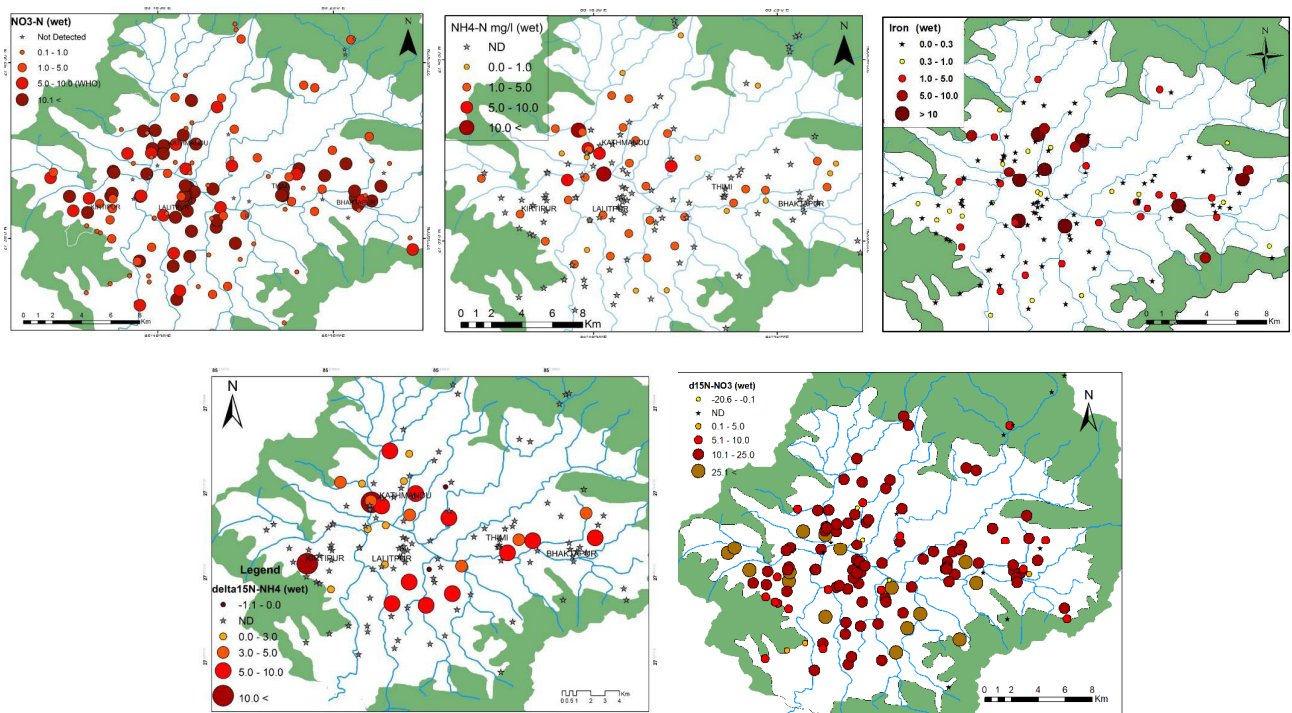 NO3-N (wet)
Not Detected
0.1 - 1.0
1.0 - 5.0
5.0 - 10.0 (WHO)
10.1 <
N
KATHMANDU
THIMI
KIRTIPUR
LALITPUR
BHAKTAPUR
0 1 2 4 6 8
Km
NH4-N mg/l (wet)
ND
0.0 - 1.0
1.0 - 5.0
5.0 - 10.0
10.0 <
N
KATHMANDU
THIMI
KIRTIPUR
LALITPUR
BHAKTAPUR
0 1 2 4 6 8
Km
Iron (wet)
0.0 - 0.3
0.3 - 1.0
1.0 - 5.0
5.0 - 10.0
> 10
N
0 1 2 4 6 8
Km
N
KATHMANDU
THIMI
LALITPUR
BHAKTAPUR
Legend
delta15N-NH4 (wet)
-1.1 - 0.0
ND
0.0 - 3.0
3.0 - 5.0
5.0 - 10.0
10.0 <
0 0.5 1 2 3 4
Km
d15N-NO3 (wet)
-20.6 - -0.1
ND
0.1 - 5.0
5.1 - 10.0
10.1 - 25.0
25.1 <
N
0 1 2 4 6 8
Km